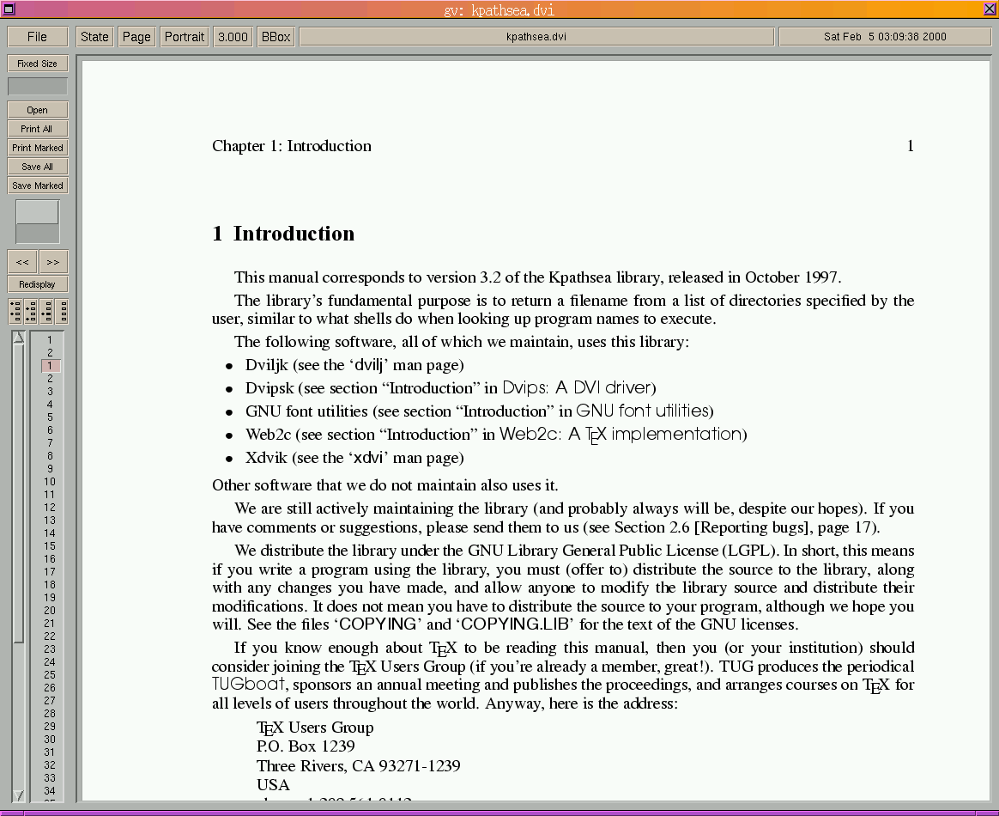 gv: kpathsea.dvi
File State Page Portrait 3.000 BBox kpathsea.dvi Sat Feb 5 03:09:38 2000
Fixed Size
Open
Print All
Print Marked
Save All
Save Marked
<< >>
Redisplay
1
2
1
2
3
4
5
6
7
8
9
10
11
12
13
14
15
16
17
18
19
20
21
22
23
24
25
26
27
28
29
30
31
32
33
34
Chapter 1: Introduction 1
1 Introduction
This manual corresponds to version 3.2 of the Kpathsea library, released in October 1997.
The library's fundamental purpose is to return a filename from a list of directories specified by the
user, similar to what shells do when looking up program names to execute.
The following software, all of which we maintain, uses this library:
• Dviljk (see the ‘dvilj’ man page)
• Dvipsk (see section “Introduction” in Dvips: A DVI driver)
• GNU font utilities (see section “Introduction” in GNU font utilities)
• Web2c (see section “Introduction” in Web2c: A TEX implementation)
• Xdvik (see the ‘xdvi’ man page)
Other software that we do not maintain also uses it.
We are still actively maintaining the library (and probably always will be, despite our hopes). If you
have comments or suggestions, please send them to us (see Section 2.6 [Reporting bugs], page 17).
We distribute the library under the GNU Library General Public License (LGPL). In short, this means
if you write a program using the library, you must (offer to) distribute the source to the library, along
with any changes you have made, and allow anyone to modify the library source and distribute their
modifications. It does not mean you have to distribute the source to your program, although we hope you
will. See the files ‘COPYING’ and ‘COPYING.LIB’ for the text of the GNU licenses.
If you know enough about TEX to be reading this manual, then you (or your institution) should
consider joining the TEX Users Group (if you're already a member, great!). TUG produces the periodical
TUGboat, sponsors an annual meeting and publishes the proceedings, and arranges courses on TEX for
all levels of users throughout the world. Anyway, here is the address:
TEX Users Group
P.O. Box 1239
Three Rivers, CA 93271-1239
USA